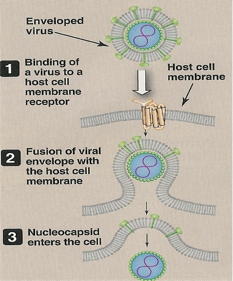 Enveloped
virus
1 Binding of
a virus to a
host cell
membrane
receptor
Host cell
membrane
2 Fusion of viral
envelope with
the host cell
membrane
3 Nucleocapsid
enters the cell